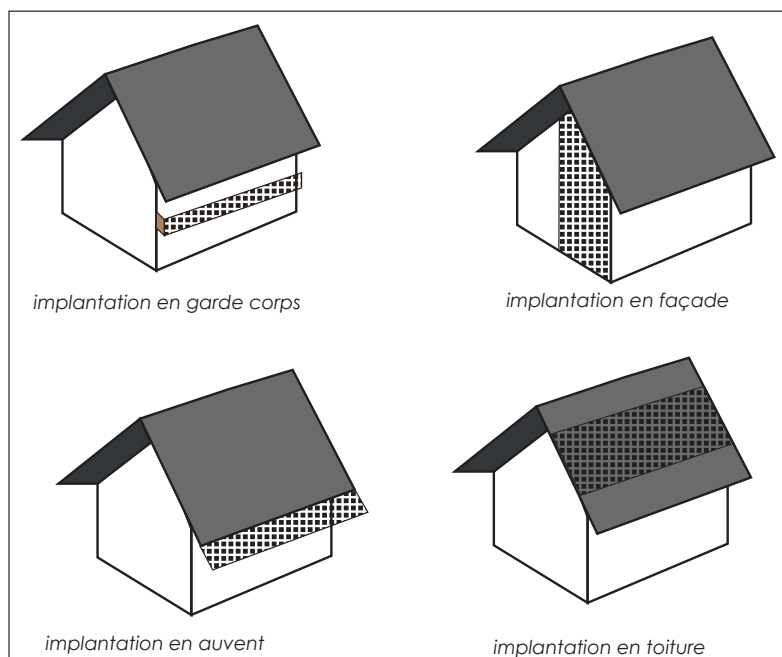 implantation en garde corps
implantation en façade
implantation en auvent
implantation en toiture